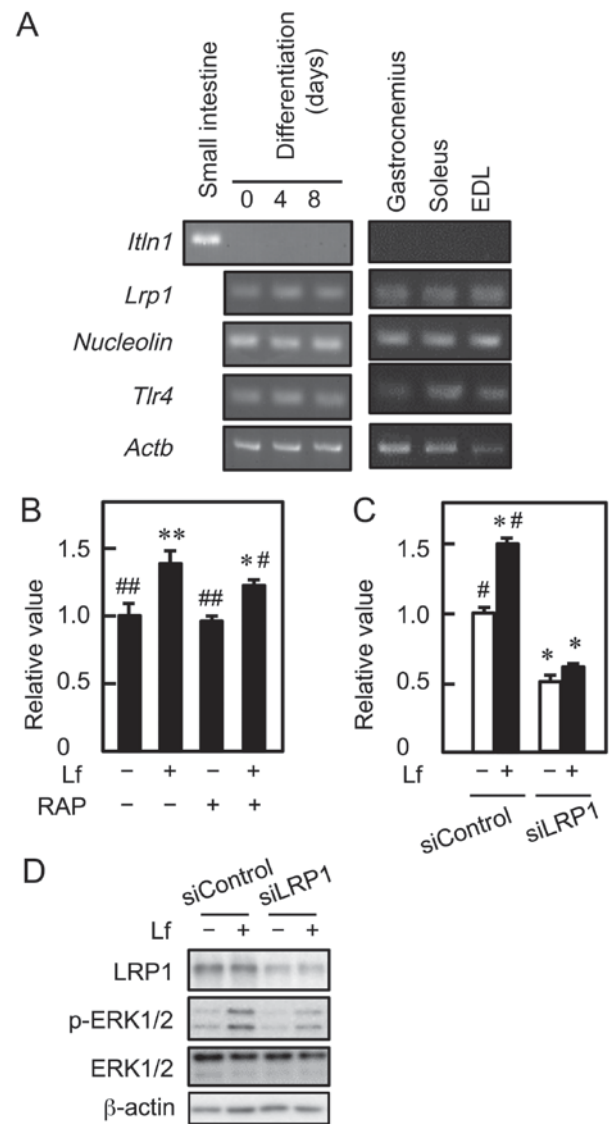 A
Small intestine
Differentiation
(days)
0 4 8
Gastrocnemius
Soleus
EDL
Itln1
Lrp1
Nucleolin
Tlr4
Actb
B
Relative value
1.5
1.0
0.5
0
## ** ## *#
Lf − + − +
RAP − − + +
C
Relative value
1.5
1.0
0.5
0
# *# * *
Lf − + − +
siControl siLRP1
D
siControl siLRP1
Lf − + − +
LRP1
p-ERK1/2
ERK1/2
β-actin